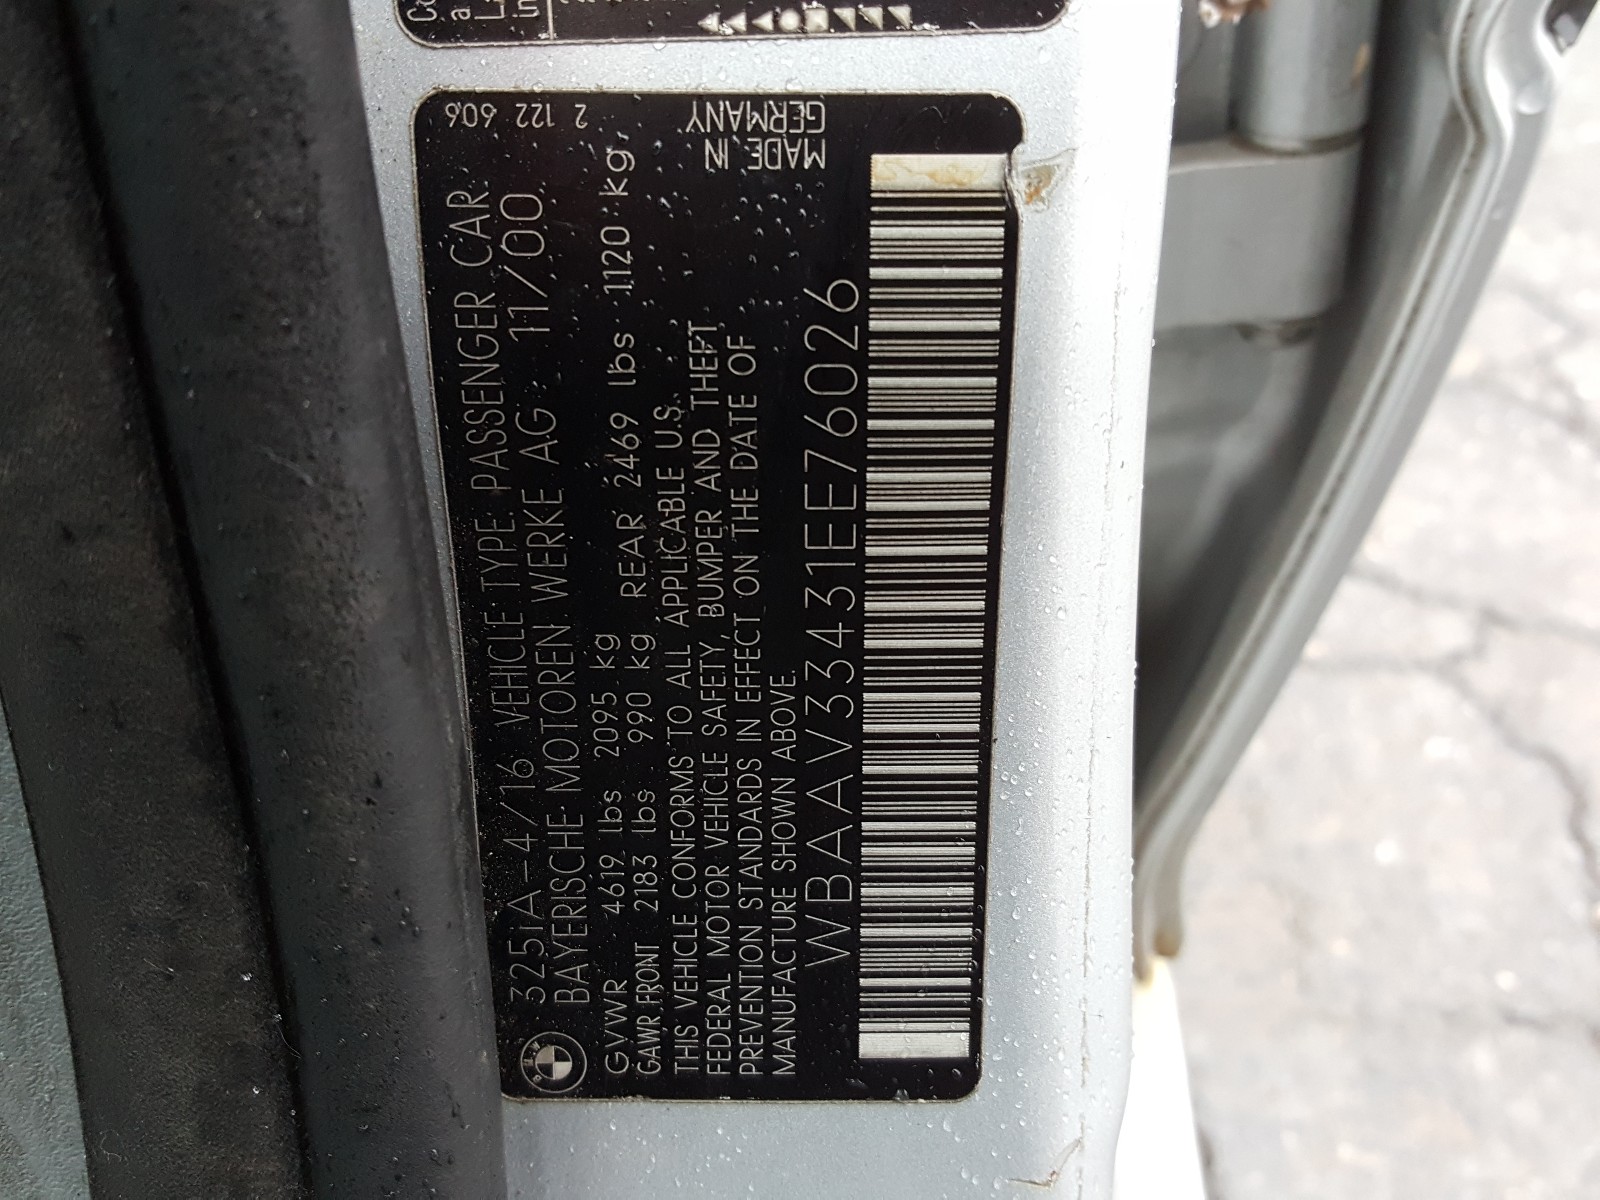 325iA-4/16 VEHICLE TYPE: PASSENGER CAR
BAYERISCHE MOTOREN WERKE AG: 11/00
GVWR 4619 lbs 2095 kg
GAWR FRONT 2183 lbs 990 kg REAR 2469 lbs 1120 kg
THIS VEHICLE CONFORMS TO ALL APPLICABLE U.S.
FEDERAL MOTOR VEHICLE SAFETY, BUMPER AND THEFT
PREVENTION STANDARDS IN EFFECT ON THE DATE OF
MANUFACTURE SHOWN ABOVE.
WBAAV33431EE76026
MADE IN
GERMANY
2 122 606